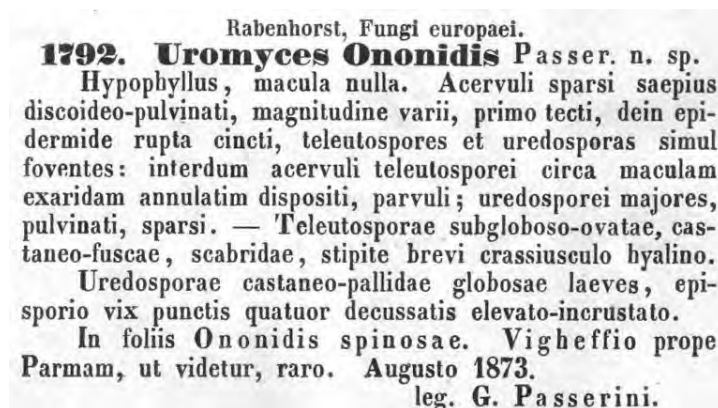 Rabenhorst, Fungi europaei.
1792. Uromyces Ononidis Passer. n. sp.
Hypophyllus, macula nulla. Acervuli sparsi saepius
discoideo-pulvinati, magnitudine varii, primo tecti, dein epi-
dermide rupta cincti, teleutospores et uredosporas simul
foventes: interdum acervuli teleutosporei circa maculam
exaridam annulatim dispositi, parvuli; uredosporei majores,
pulvinati, sparsi. — Teleutosporae subgloboso-ovatae, cas-
taneo-fuscae, scabridae, stipite brevi crassiusculo hyalino.
Uredosporae castaneo-pallidae globosae laeves, epi-
sporio vix punctis quatuor decussatis elevato-incrustato.
In foliis Ononidis spinosae. Vigheffio prope
Parmam, ut videtur, raro. Augusto 1873.
leg. G. Passerini.